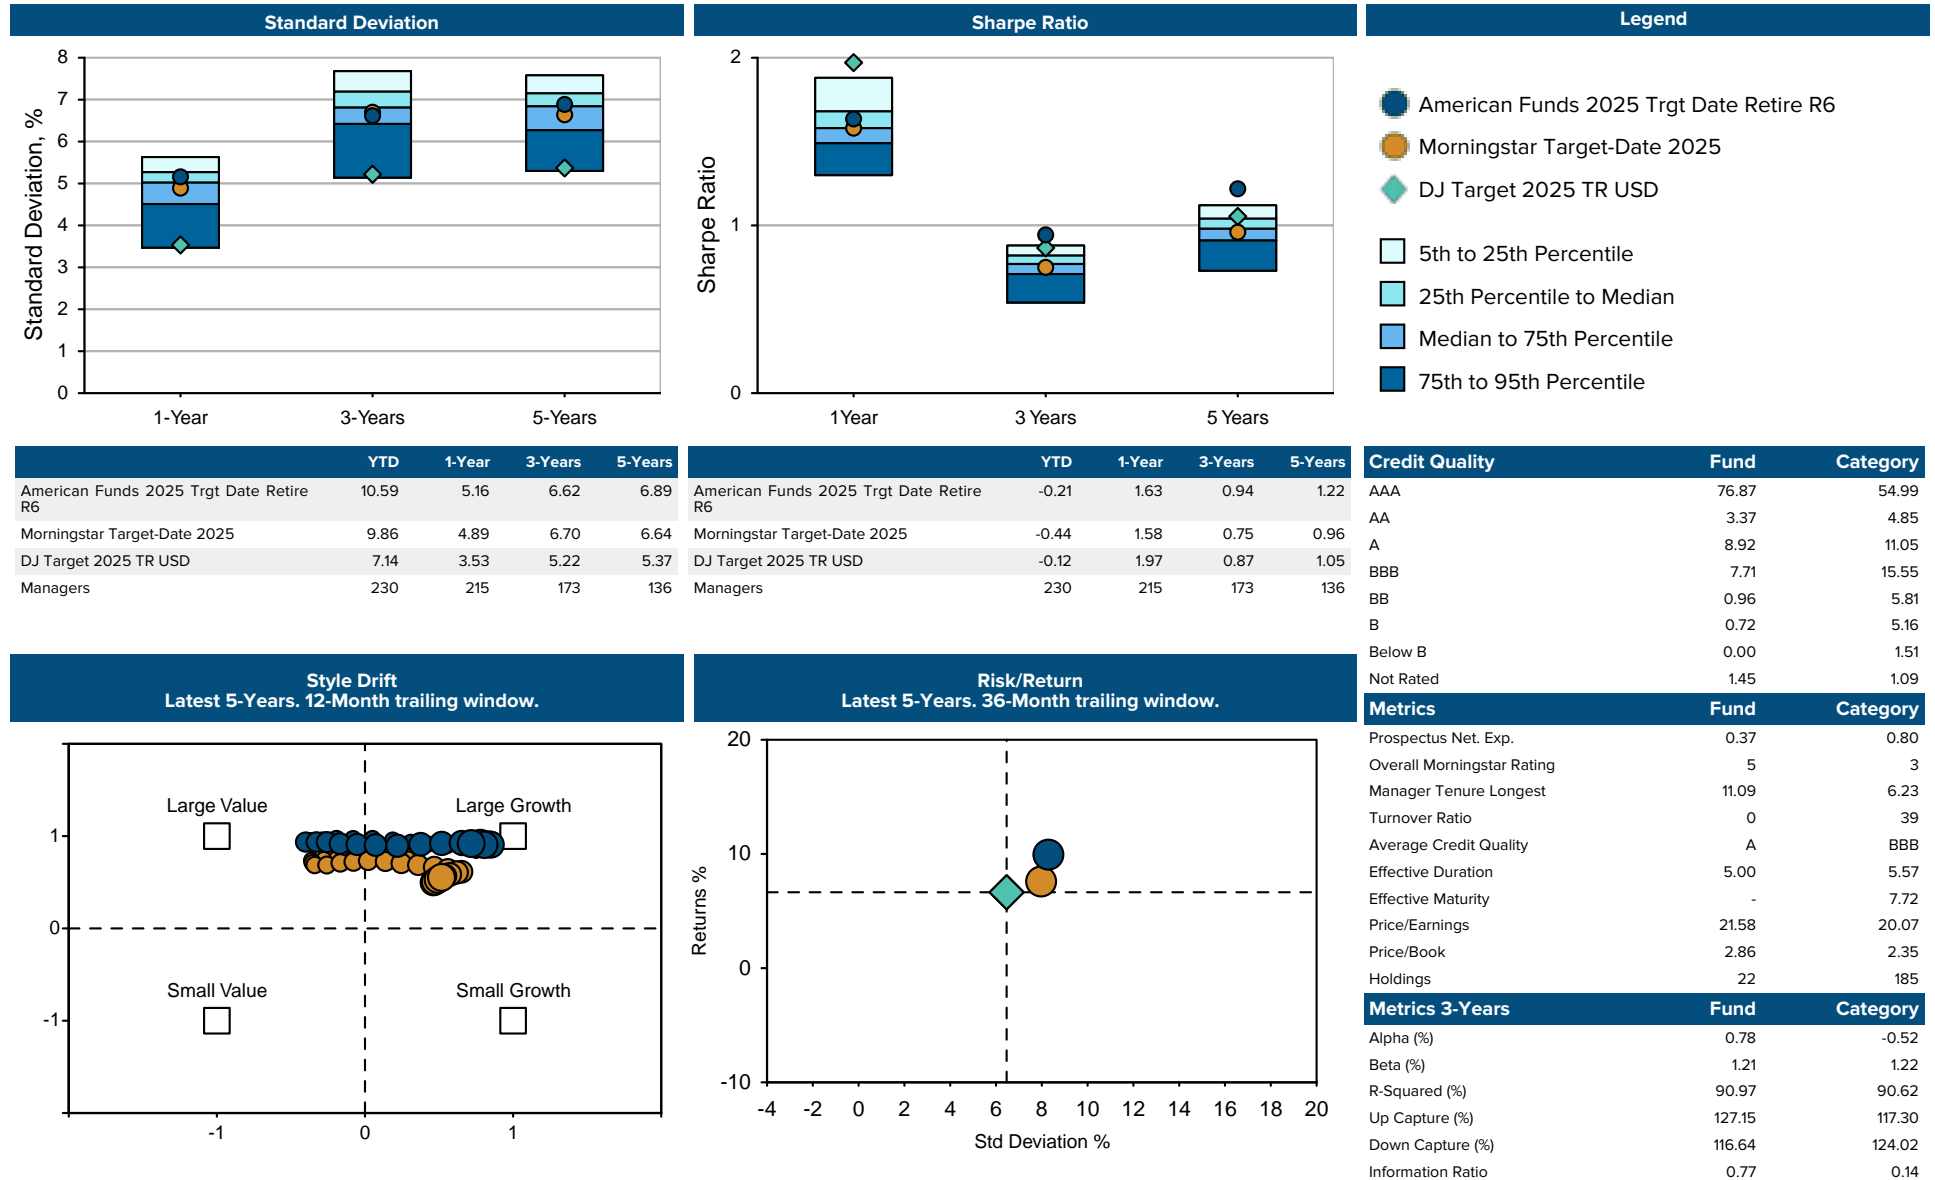 Standard Deviation
Standard Deviation, %
8
7
6
5
4
3
2
1
0
1-Year 3-Years 5-Years
Sharpe Ratio
Sharpe Ratio
2
1
0
1Year 3 Years 5 Years
Legend
American Funds 2025 Trgt Date Retire R6
Morningstar Target-Date 2025
DJ Target 2025 TR USD
5th to 25th Percentile
25th Percentile to Median
Median to 75th Percentile
75th to 95th Percentile
YTD 1-Year 3-Years 5-Years
American Funds 2025 Trgt Date Retire 10.59 5.16 6.62 6.89
R6
Morningstar Target-Date 2025 9.86 4.89 6.70 6.64
DJ Target 2025 TR USD 7.14 3.53 5.22 5.37
Managers 230 215 173 136
YTD 1-Year 3-Years 5-Years
American Funds 2025 Trgt Date Retire -0.21 1.63 0.94 1.22
R6
Morningstar Target-Date 2025 -0.44 1.58 0.75 0.96
DJ Target 2025 TR USD -0.12 1.97 0.87 1.05
Managers 230 215 173 136
Credit Quality Fund Category
AAA 76.87 54.99
AA 3.37 4.85
A 8.92 11.05
BBB 7.71 15.55
BB 0.96 5.81
B 0.72 5.16
Below B 0.00 1.51
Not Rated 1.45 1.09
Metrics Fund Category
Prospectus Net. Exp. 0.37 0.80
Overall Morningstar Rating 5 3
Manager Tenure Longest 11.09 6.23
Turnover Ratio 0 39
Average Credit Quality A BBB
Effective Duration 5.00 5.57
Effective Maturity - 7.72
Price/Earnings 21.58 20.07
Price/Book 2.86 2.35
Holdings 22 185
Metrics 3-Years Fund Category
Alpha (%) 0.78 -0.52
Beta (%) 1.21 1.22
R-Squared (%) 90.97 90.62
Up Capture (%) 127.15 117.30
Down Capture (%) 116.64 124.02
Information Ratio 0.77 0.14
Style Drift
Latest 5-Years. 12-Month trailing window.
Large Value Large Growth
1
0
Small Value Small Growth
-1
-1 0 1
Risk/Return
Latest 5-Years. 36-Month trailing window.
Returns %
20
10
0
-10
-4 -2 0 2 4 6 8 10 12 14 16 18 20
Std Deviation %